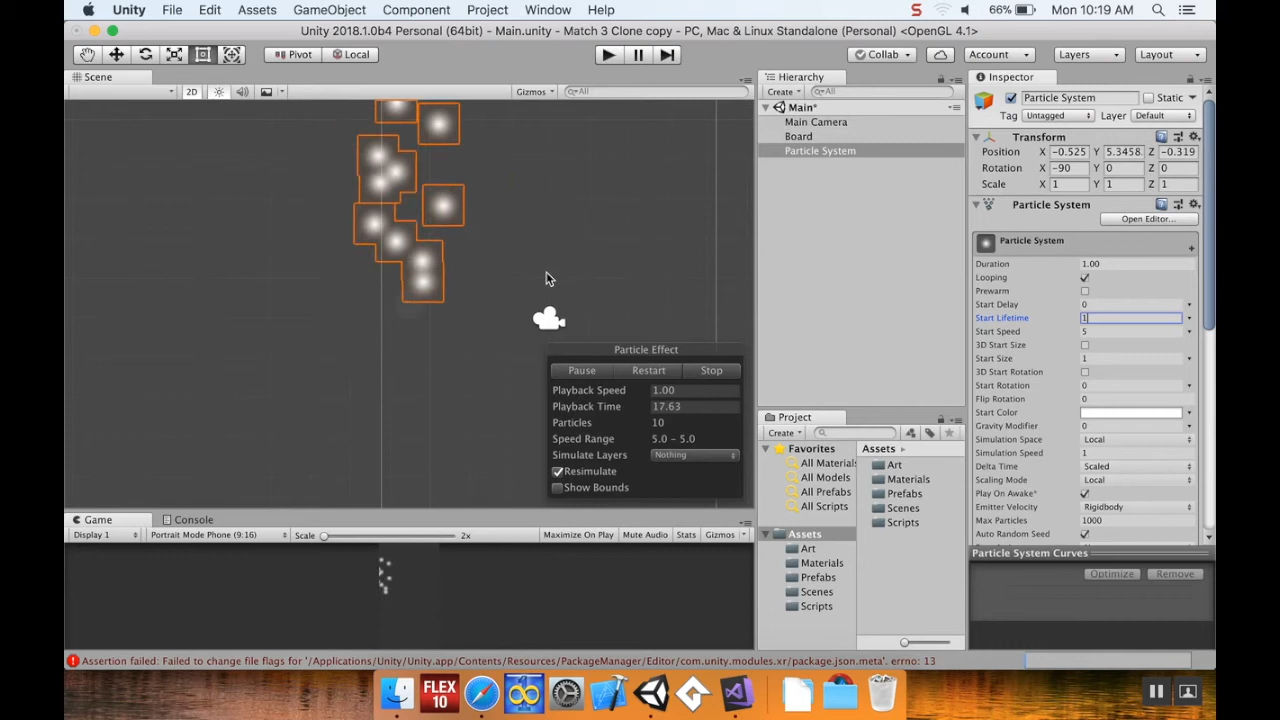 Unity File Edit Assets GameObject Component Project Window Help 66% Mon 10:19 AM
Unity 2018.1.0b4 Personal (64bit) - Main.unity - Match 3 Clone copy - PC, Mac & Linux Standalone (Personal) <OpenGL 4.1>
Pivot Local Collab Account Layers Layout
Scene
2D Gizmos All
Hierarchy
Create All
Main*
Main Camera
Board
Particle System
Inspector
Particle System Static
Tag Untagged Layer Default
Transform
Position X -0.525 Y 5.3458 Z -0.319
Rotation X -90 Y 0 Z 0
Scale X 1 Y 1 Z 1
Particle System
Open Editor...
Particle System
Duration 1.00
Looping
Prewarm
Start Delay 0
Start Lifetime 1
Start Speed 5
3D Start Size
Start Size 1
3D Start Rotation
Start Rotation 0
Flip Rotation 0
Start Color
Gravity Modifier 0
Simulation Space Local
Simulation Speed 1
Delta Time Scaled
Scaling Mode Local
Play On Awake*
Emitter Velocity Rigidbody
Max Particles 1000
Auto Random Seed
Particle System Curves
Optimize Remove
Particle Effect
Pause Restart Stop
Playback Speed 1.00
Playback Time 17.63
Particles 10
Speed Range 5.0 - 5.0
Simulate Layers Nothing
Resimulate
Show Bounds
Project
Create
Favorites
All Materials
All Models
All Prefabs
All Scripts
Assets
Art
Materials
Prefabs
Scenes
Scripts
Assets
Art
Materials
Prefabs
Scenes
Scripts
Game Console
Display 1 Portrait Mode Phone (9:16) Scale 2x Maximize On Play Mute Audio Stats Gizmos
Assertion failed: Failed to change file flags for '/Applications/Unity/Unity.app/Contents/Resources/PackageManager/Editor/com.unity.modules.xr/package.json.meta'. errno: 13
FLEX
10